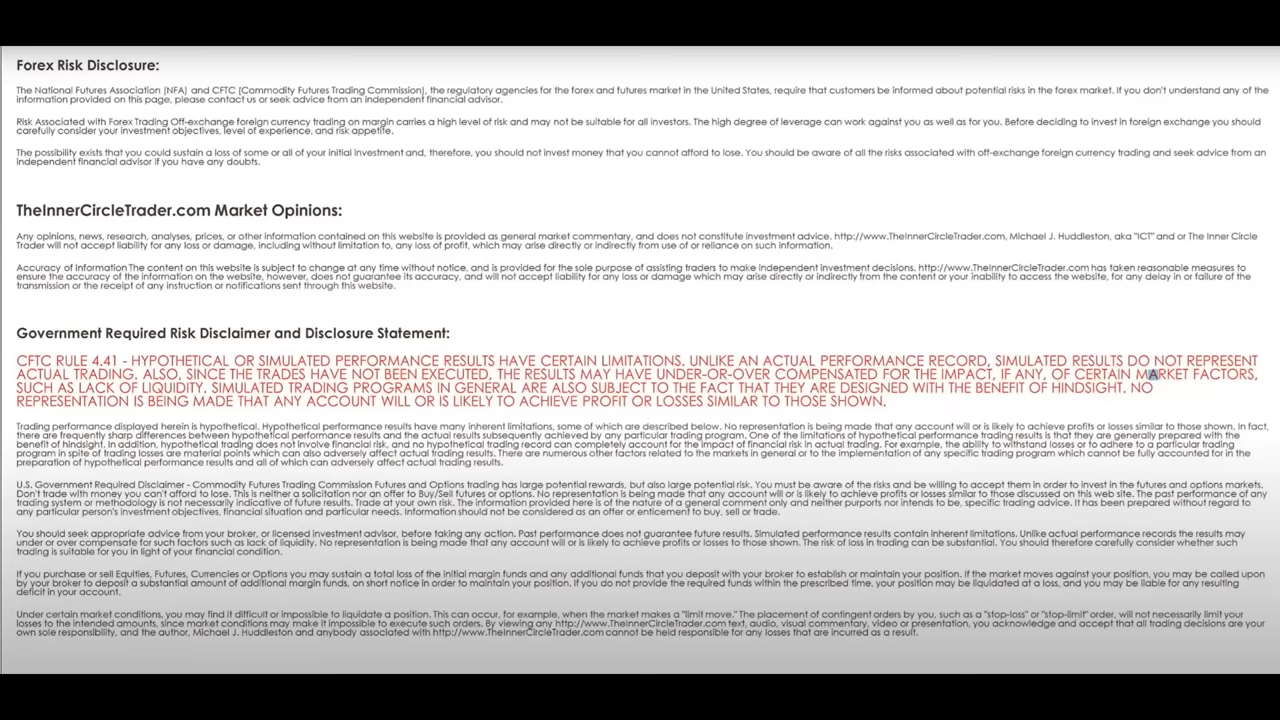 Forex Risk Disclosure:
The National Futures Association (NFA) and CFTC (Commodity Futures Trading Commission), the regulatory agencies for the forex and futures market in the United States, require that customers be informed about potential risks in the forex market. If you don't understand any of the
information provided on this page, please contact us or seek advice from an independent financial advisor.
Risk Associated with Forex Trading Off-exchange foreign currency trading on margin carries a high level of risk and may not be suitable for all investors. The high degree of leverage can work against you as well as for you. Before deciding to invest in foreign exchange you should
carefully consider your investment objectives, level of experience, and risk appetite.
The possibility exists that you could sustain a loss of some or all of your initial investment and, therefore, you should not invest money that you cannot afford to lose. You should be aware of all the risks associated with off-exchange foreign currency trading and seek advice from an
independent financial advisor if you have any doubts.
TheInnerCircleTrader.com Market Opinions:
Any opinions, news, research, analyses, prices, or other information contained on this website is provided as general market commentary, and does not constitute investment advice. http://www.TheInnerCircleTrader.com, Michael J. Huddleston, aka "ICT" and or The Inner Circle
Trader will not accept liability for any loss or damage, including without limitation to, any loss of profit, which may arise directly or indirectly from use of or reliance on such information.
Accuracy of Information The content on this website is subject to change at any time without notice, and is provided for the sole purpose of assisting traders to make independent investment decisions. http://www.TheInnerCircleTrader.com has taken reasonable measures to
ensure the accuracy of the information on the website, however, does not guarantee its accuracy, and will not accept liability for any loss or damage which may arise directly or indirectly from the content or your inability to access the website, for any delay in or failure of the
transmission or the receipt of any instruction or notifications sent through this website.
Government Required Risk Disclaimer and Disclosure Statement:
CFTC RULE 4.41 - HYPOTHETICAL OR SIMULATED PERFORMANCE RESULTS HAVE CERTAIN LIMITATIONS. UNLIKE AN ACTUAL PERFORMANCE RECORD, SIMULATED RESULTS DO NOT REPRESENT
ACTUAL TRADING. ALSO, SINCE THE TRADES HAVE NOT BEEN EXECUTED, THE RESULTS MAY HAVE UNDER-OR-OVER COMPENSATED FOR THE IMPACT, IF ANY, OF CERTAIN MARKET FACTORS,
SUCH AS LACK OF LIQUIDITY. SIMULATED TRADING PROGRAMS IN GENERAL ARE ALSO SUBJECT TO THE FACT THAT THEY ARE DESIGNED WITH THE BENEFIT OF HINDSIGHT. NO
REPRESENTATION IS BEING MADE THAT ANY ACCOUNT WILL OR IS LIKELY TO ACHIEVE PROFIT OR LOSSES SIMILAR TO THOSE SHOWN.
Trading performance displayed herein is hypothetical. Hypothetical performance results have many inherent limitations, some of which are described below. No representation is being made that any account will or is likely to achieve profits or losses similar to those shown. In fact,
there are frequently sharp differences between hypothetical performance results and the actual results subsequently achieved by any particular trading program. One of the limitations of hypothetical performance trading results is that they are generally prepared with the
benefit of hindsight. In addition, hypothetical trading does not involve financial risk, and no hypothetical trading record can completely account for the impact of financial risk in actual trading. For example, the ability to withstand losses or to adhere to a particular trading
program in spite of trading losses are material points which can also adversely affect actual trading results. There are numerous other factors related to the markets in general or to the implementation of any specific trading program which cannot be fully accounted for in the
preparation of hypothetical performance results and all of which can adversely affect actual trading results.
U.S. Government Required Disclaimer - Commodity Futures Trading Commission Futures and Options trading has large potential rewards, but also large potential risk. You must be aware of the risks and be willing to accept them in order to invest in the futures and options markets.
Don't trade with money you can't afford to lose. This is neither a solicitation nor an offer to Buy/Sell futures or options. No representation is being made that any account will or is likely to achieve profits or losses similar to those discussed on this web site. The past performance of any
trading system or methodology is not necessarily indicative of future results. Trade at your own risk. The information provided here is of the nature of a general comment only and neither purports nor intends to be, specific trading advice. It has been prepared without regard to
any particular person's investment objectives, financial situation and particular needs. Information should not be considered as an offer or enticement to buy, sell or trade.
You should seek appropriate advice from your broker, or licensed investment advisor, before taking any action. Past performance does not guarantee future results. Simulated performance results contain inherent limitations. Unlike actual performance records the results may
under or over compensate for such factors such as lack of liquidity. No representation is being made that any account will or is likely to achieve profits or losses to those shown. The risk of loss in trading can be substantial. You should therefore carefully consider whether such
trading is suitable for you in light of your financial condition.
If you purchase or sell Equities, Futures, Currencies or Options you may sustain a total loss of the initial margin funds and any additional funds that you deposit with your broker to establish or maintain your position. If the market moves against your position, you may be called upon
by your broker to deposit a substantial amount of additional margin funds, on short notice in order to maintain your position. If you do not provide the required funds within the prescribed time, your position may be liquidated at a loss, and you may be liable for any resulting
deficit in your account.
Under certain market conditions, you may find it difficult or impossible to liquidate a position. This can occur, for example, when the market makes a "limit move." The placement of contingent orders by you, such as a "stop-loss" or "stop-limit" order, will not necessarily limit your
losses to the intended amounts, since market conditions may make it impossible to execute such orders. By viewing any http://www.TheInnerCircleTrader.com text, audio, visual commentary, video or presentation, you acknowledge and accept that all trading decisions are your
own sole responsibility, and the author, Michael J. Huddleston and anybody associated with http://www.TheInnerCircleTrader.com cannot be held responsible for any losses that are incurred as a result.